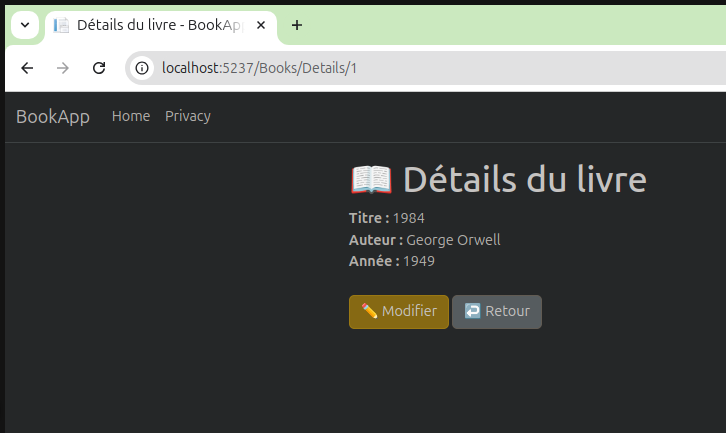 Détails du livre - BookApp
localhost:5237/Books/Details/1
BookApp Home Privacy
📖 Détails du livre
Titre : 1984
Auteur : George Orwell
Année : 1949
✏️ Modifier ↩️ Retour